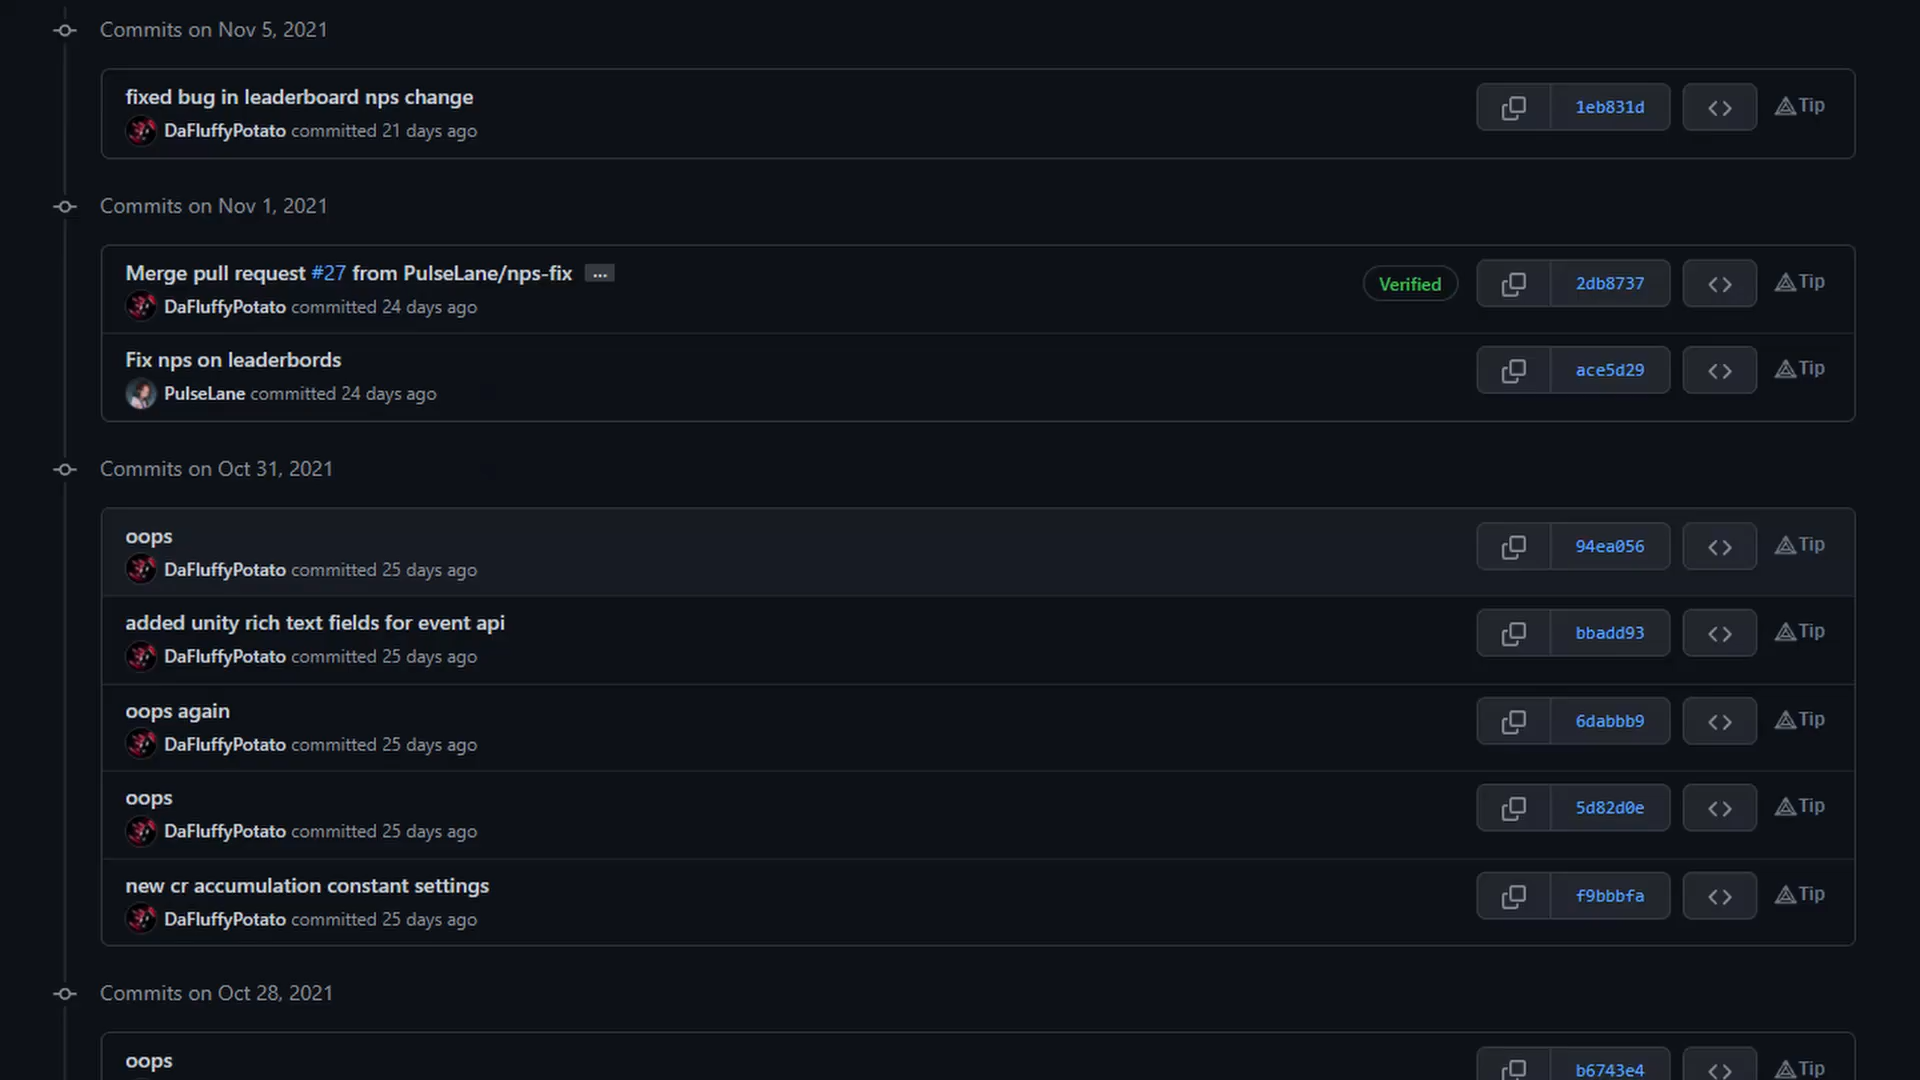 Commits on Nov 5, 2021
fixed bug in leaderboard nps change
DaFluffyPotato committed 21 days ago
1eb831d
Tip
Commits on Nov 1, 2021
Merge pull request #27 from PulseLane/nps-fix ...
DaFluffyPotato committed 24 days ago
Verified
2db8737
Tip
Fix nps on leaderbords
PulseLane committed 24 days ago
ace5d29
Tip
Commits on Oct 31, 2021
oops
DaFluffyPotato committed 25 days ago
94ea056
Tip
added unity rich text fields for event api
DaFluffyPotato committed 25 days ago
bbadd93
Tip
oops again
DaFluffyPotato committed 25 days ago
6dabbb9
Tip
oops
DaFluffyPotato committed 25 days ago
5d82d0e
Tip
new cr accumulation constant settings
DaFluffyPotato committed 25 days ago
f9bbbfa
Tip
Commits on Oct 28, 2021
oops
b6743e4
Tip